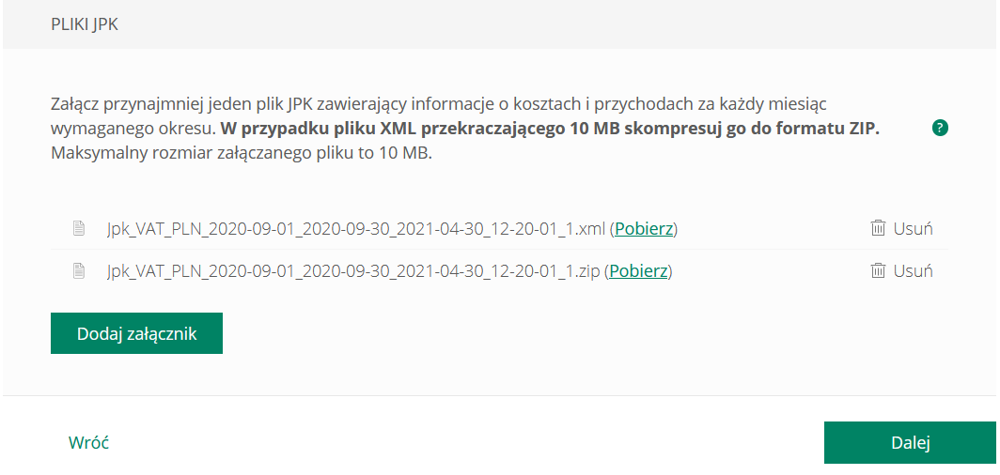 PLIKI JPK
Załącz przynajmniej jeden plik JPK zawierający informacje o kosztach i przychodach za każdy miesiąc
wymaganego okresu. W przypadku pliku XML przekraczającego 10 MB skompresuj go do formatu ZIP.
?
Maksymalny rozmiar załączanego pliku to 10 MB.
Jpk_VAT_PLN_2020-09-01_2020-09-30_2021-04-30_12-20-01_1.xml (Pobierz) Usuń
Jpk_VAT_PLN_2020-09-01_2020-09-30_2021-04-30_12-20-01_1.zip (Pobierz) Usuń
Dodaj załącznik
Wróć Dalej